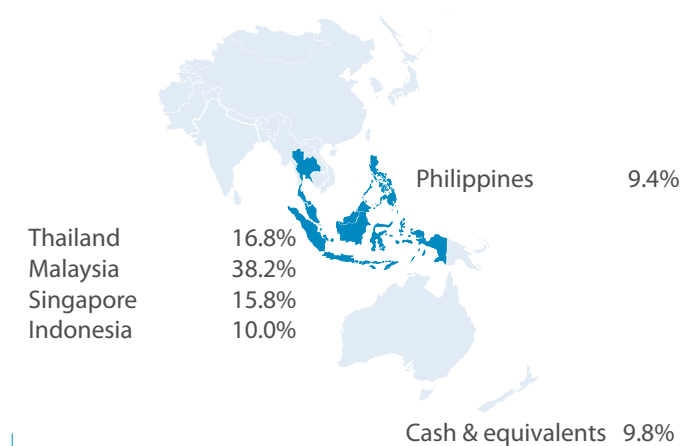 Philippines 9.4%
Thailand 16.8%
Malaysia 38.2%
Singapore 15.8%
Indonesia 10.0%
Cash & equivalents 9.8%